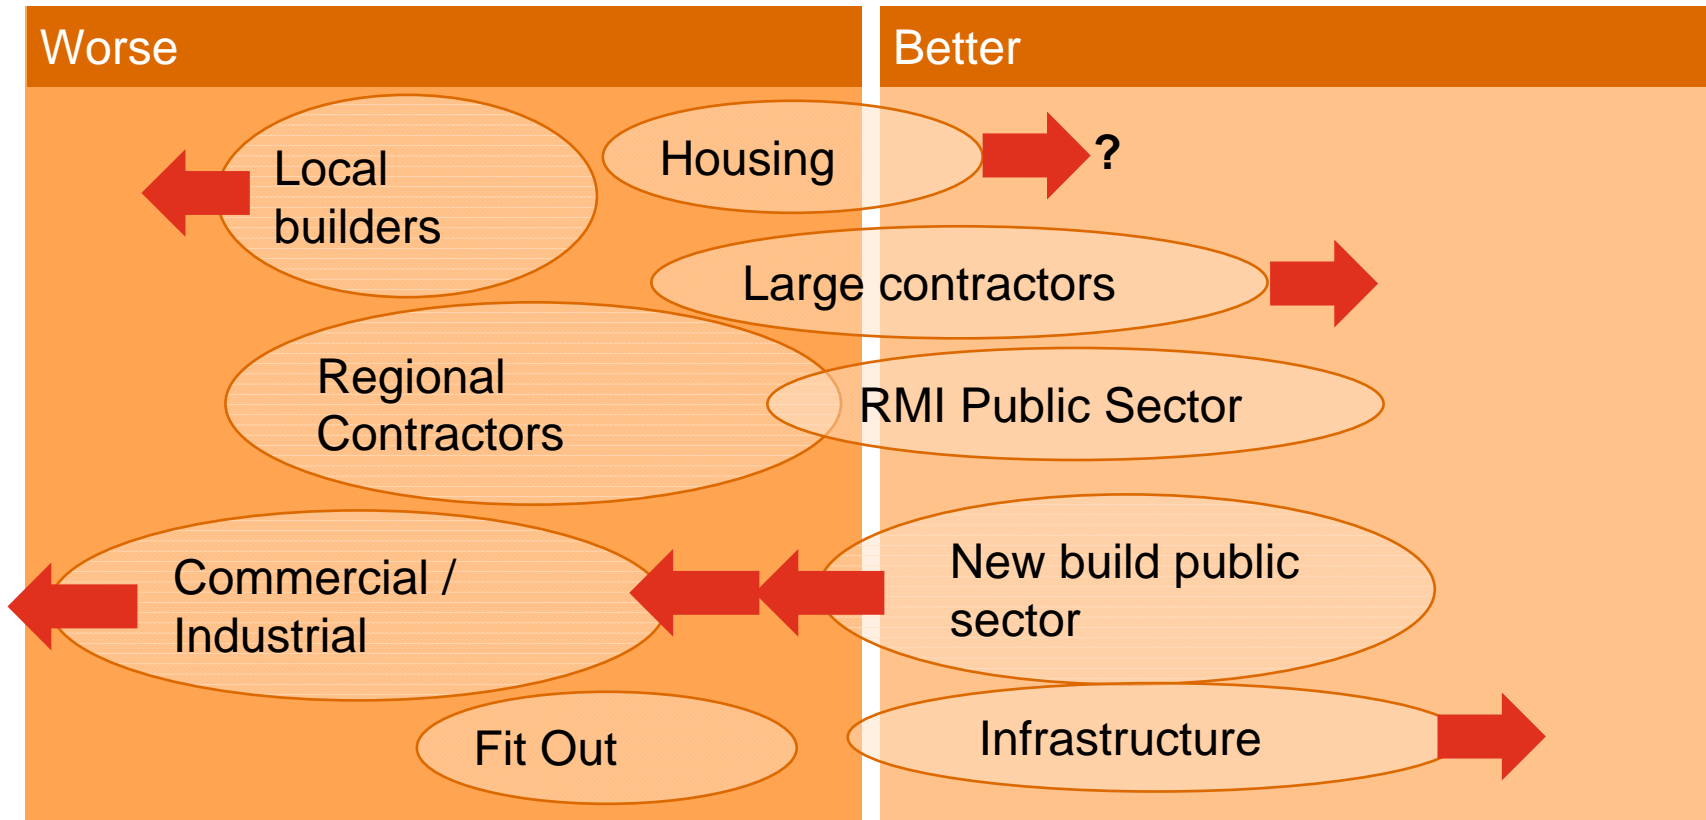 Worse
Better
Local
builders
Housing
?
Large contractors
Regional
Contractors
RMI Public Sector
Commercial /
Industrial
New build public
sector
Fit Out
Infrastructure